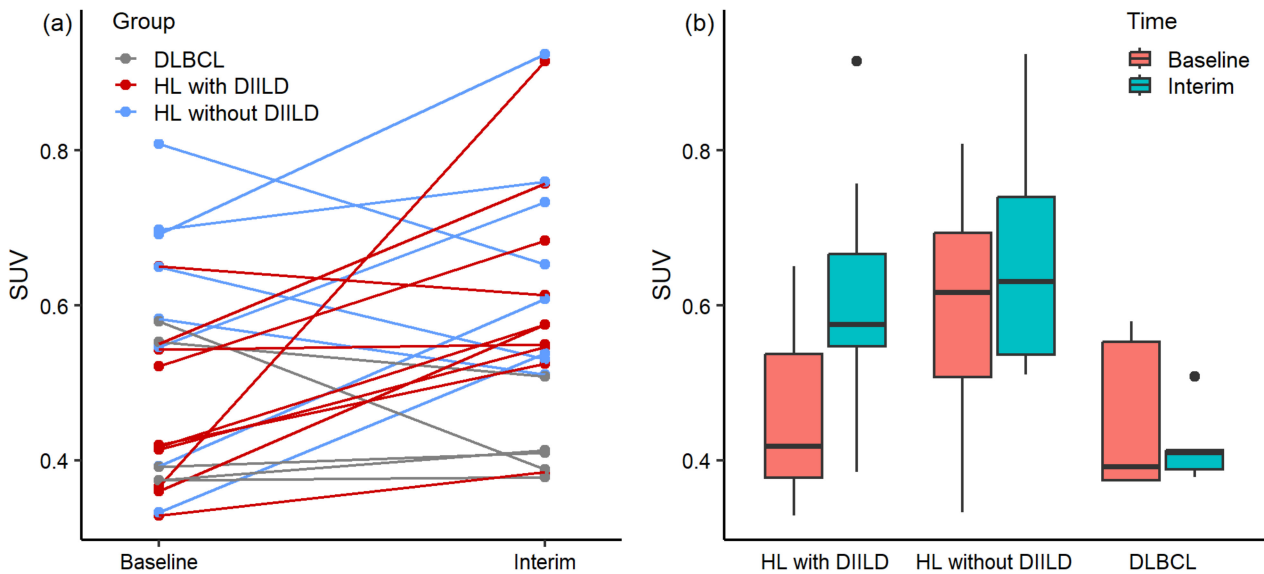 (a)
Group
DLBCL
HL with DIILD
HL without DIILD
SUV
0.8
0.6
0.4
Baseline
Interim
(b)
Time
Baseline
Interim
SUV
0.8
0.6
0.4
HL with DIILD
HL without DIILD
DLBCL